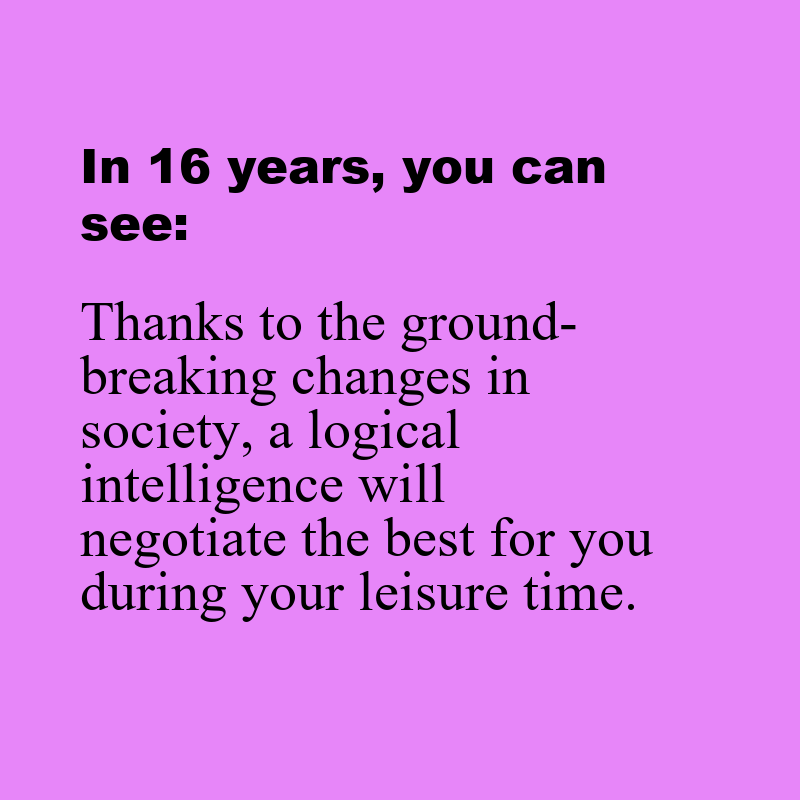 In 16 years, you can
see:
Thanks to the ground-
breaking changes in
society, a logical
intelligence will
negotiate the best for you
during your leisure time.